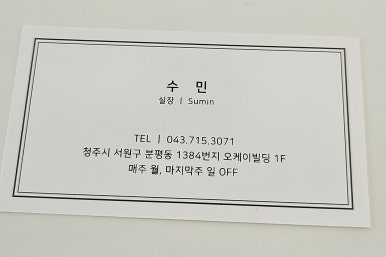 수 민
실장 | Sumin
TEL | 043.715.3071
청주시 서원구 분평동 1384번지 오케이빌딩 1F
매주 월, 마지막주 일 OFF